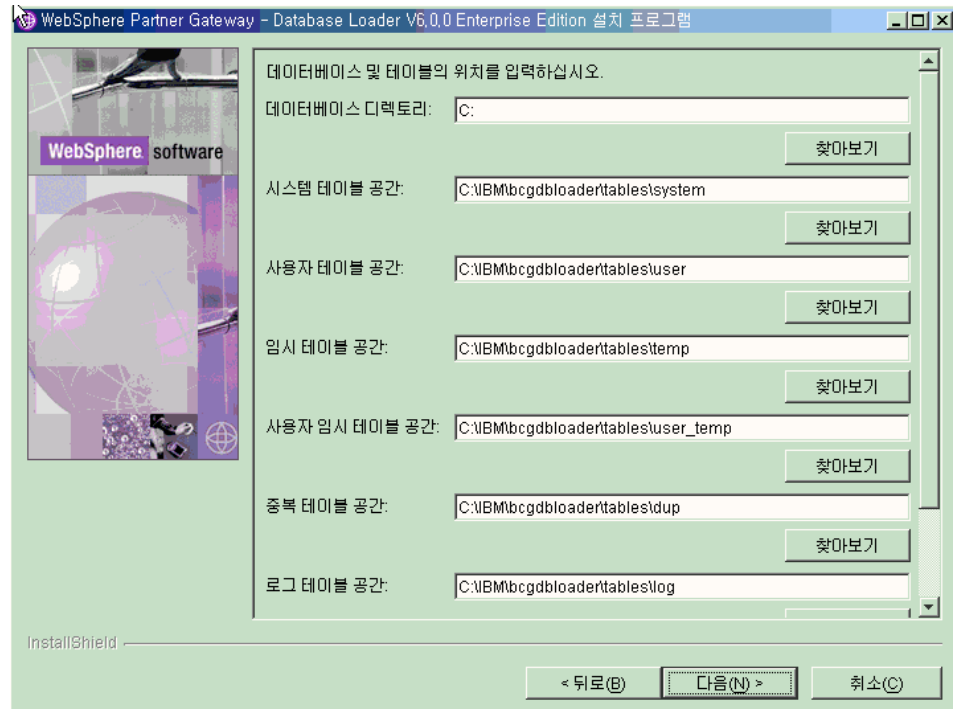 WebSphere Partner Gateway - Database Loader V6,0,0 Enterprise Edition 설치 프로그램
WebSphere software
데이터베이스 및 테이블의 위치를 입력하십시오.
데이터베이스 디렉토리: C:
찾아보기
시스템 테이블 공간: C:\IBM\bcgdbloader\tables\system
찾아보기
사용자 테이블 공간: C:\IBM\bcgdbloader\tables\user
찾아보기
임시 테이블 공간: C:\IBM\bcgdbloader\tables\temp
찾아보기
사용자 임시 테이블 공간: C:\IBM\bcgdbloader\tables\user_temp
찾아보기
중복 테이블 공간: C:\IBM\bcgdbloader\tables\dup
찾아보기
로그 테이블 공간: C:\IBM\bcgdbloader\tables\log
InstallShield
< 뒤로(B) 다음(N) > 취소(C)